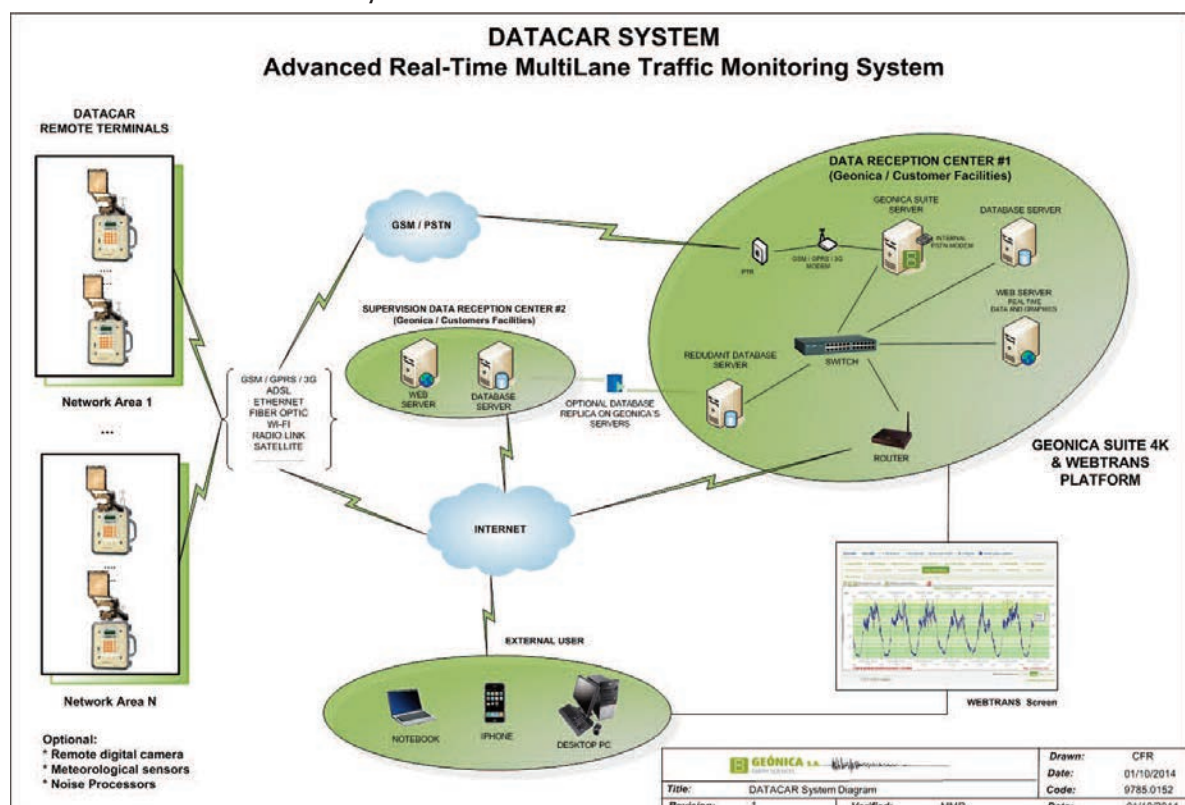 DATACAR SYSTEM
Advanced Real-Time MultiLane Traffic Monitoring System
DATACAR
REMOTE TERMINALS
....
Network Area 1
...
....
....
Network Area N
Optional:
* Remote digital camera
* Meteorological sensors
* Noise Processors
GSM / GPRS / 3G
ADSL
ETHERNET
FIBER OPTIC
WI-FI
RADIO LINK
SATELLITE
GSM / PSTN
SUPERVISION DATA RECEPTION CENTER #2
(Geonica / Customers Facilities)
WEB
SERVER
DATABASE
SERVER
OPTIONAL DATABASE
REPLICA ON GEONICA'S
SERVERS
INTERNET
DATA RECEPTION CENTER #1
(Geonica / Customer Facilities)
GEONICA SUITE
SERVER
INTERNAL
PSTN MODEM
DATABASE SERVER
PTR
GSM / GPRS / 3G
MODEM
WEB SERVER
REAL TIME
DATA AND GRAPHICS
REDUDANT DATABASE
SERVER
SWITCH
ROUTER
GEONICA SUITE 4K
& WEBTRANS
PLATFORM
WEBTRANS Screen
EXTERNAL USER
NOTEBOOK
IPHONE
DESKTOP PC
GEÓNICA S.A.
EARTH SCIENCES
Drawn: CFR
Date: 01/10/2014
Title: DATACAR System Diagram
Code: 9785.0152